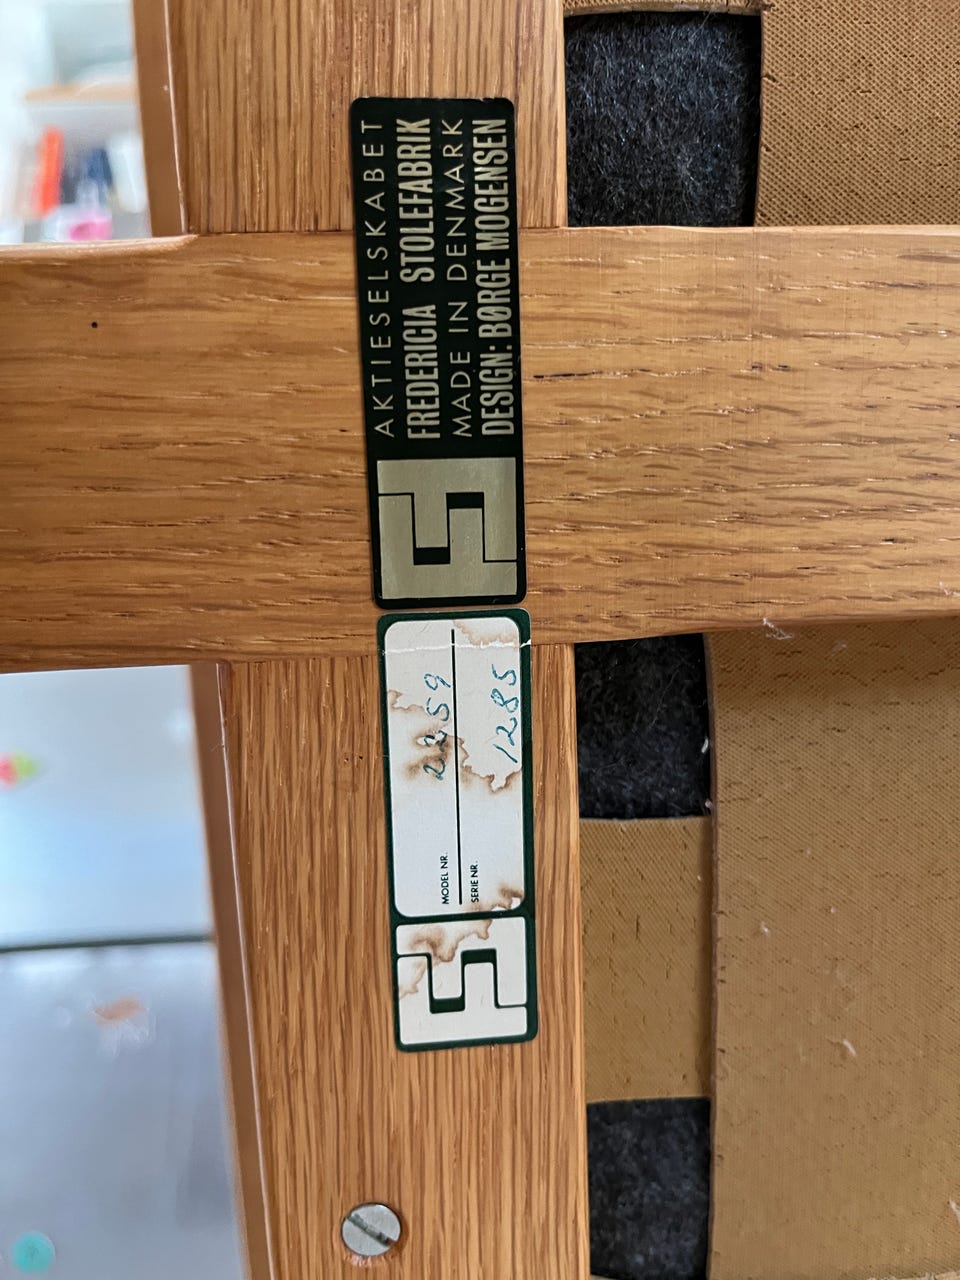 AKTIESELSKABET
FREDERICIA STOLEFABRIK
MADE IN DENMARK
DESIGN: BØRGE MOGENSEN
MODEL NR. 2259
SERIE NR. 1285